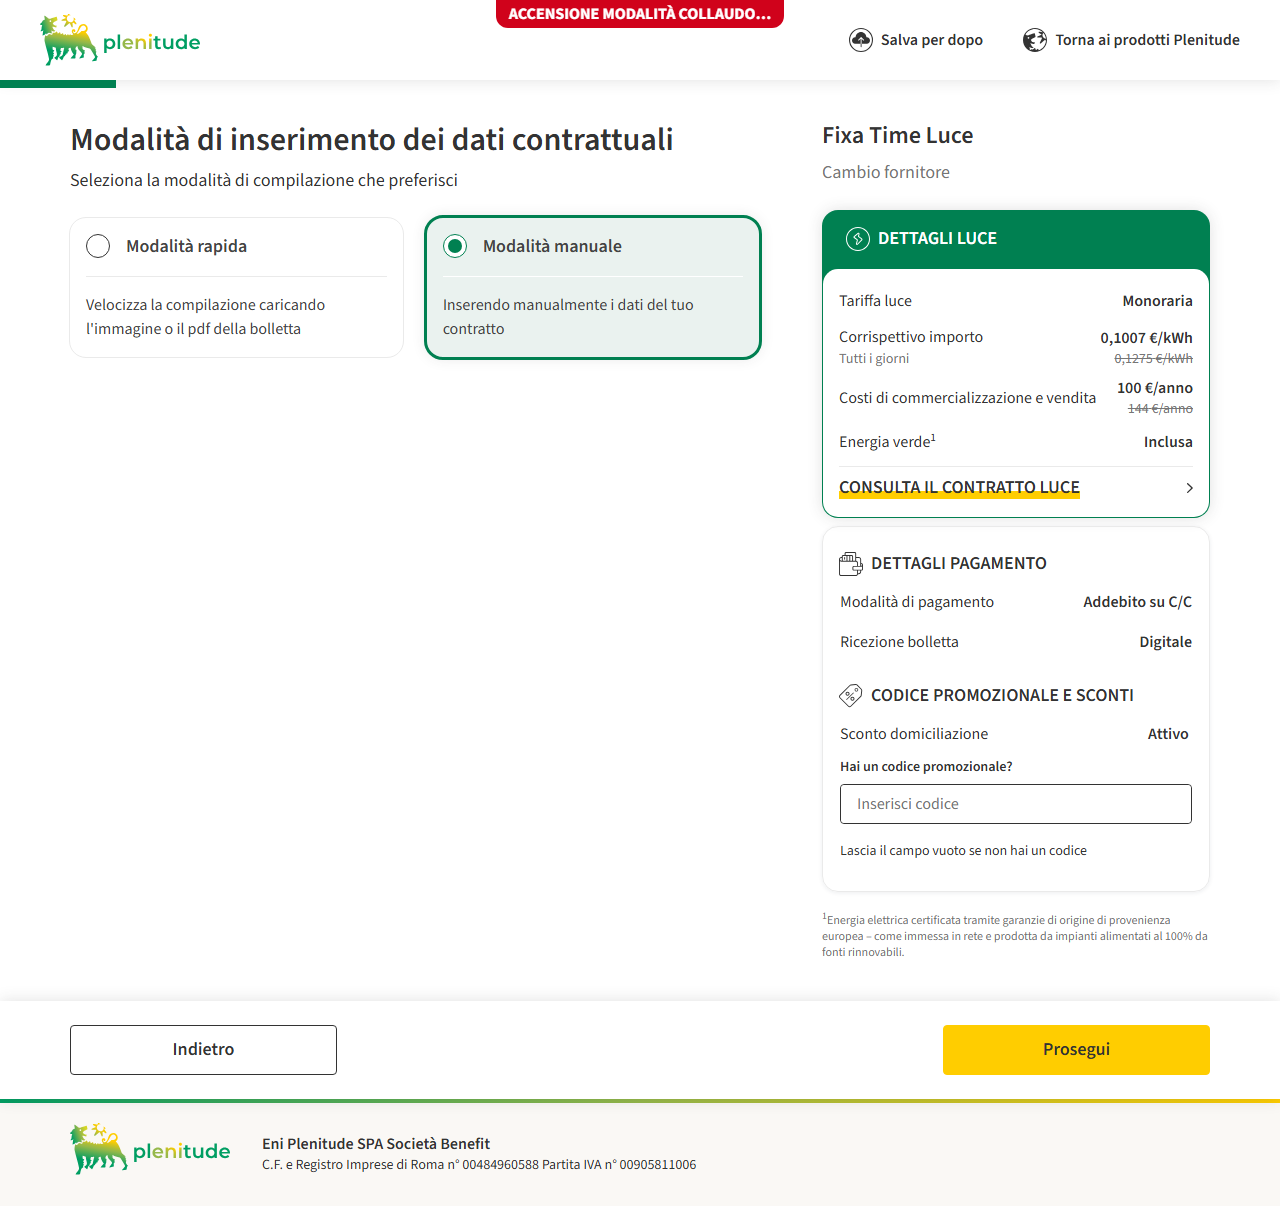 ACCENSIONE MODALITÀ COLLAUDO...
plenitude
Salva per dopo
Torna ai prodotti Plenitude
Modalità di inserimento dei dati contrattuali
Seleziona la modalità di compilazione che preferisci
Modalità rapida
Velocizza la compilazione caricando
l'immagine o il pdf della bolletta
Modalità manuale
Inserendo manualmente i dati del tuo
contratto
Fixa Time Luce
Cambio fornitore
DETTAGLI LUCE
Tariffa luce Monoraria
Corrispettivo importo 0,1007 €/kWh
Tutti i giorni 0,1275 €/kWh
Costi di commercializzazione e vendita 100 €/anno
144 €/anno
Energia verde¹ Inclusa
CONSULTA IL CONTRATTO LUCE
DETTAGLI PAGAMENTO
Modalità di pagamento Addebito su C/C
Ricezione bolletta Digitale
CODICE PROMOZIONALE E SCONTI
Sconto domiciliazione Attivo
Hai un codice promozionale?
Inserisci codice
Lascia il campo vuoto se non hai un codice
¹Energia elettrica certificata tramite garanzie di origine di provenienza
europea – come immessa in rete e prodotta da impianti alimentati al 100% da
fonti rinnovabili.
Indietro
Prosegui
plenitude
Eni Plenitude SPA Società Benefit
C.F. e Registro Imprese di Roma n° 00484960588 Partita IVA n° 00905811006